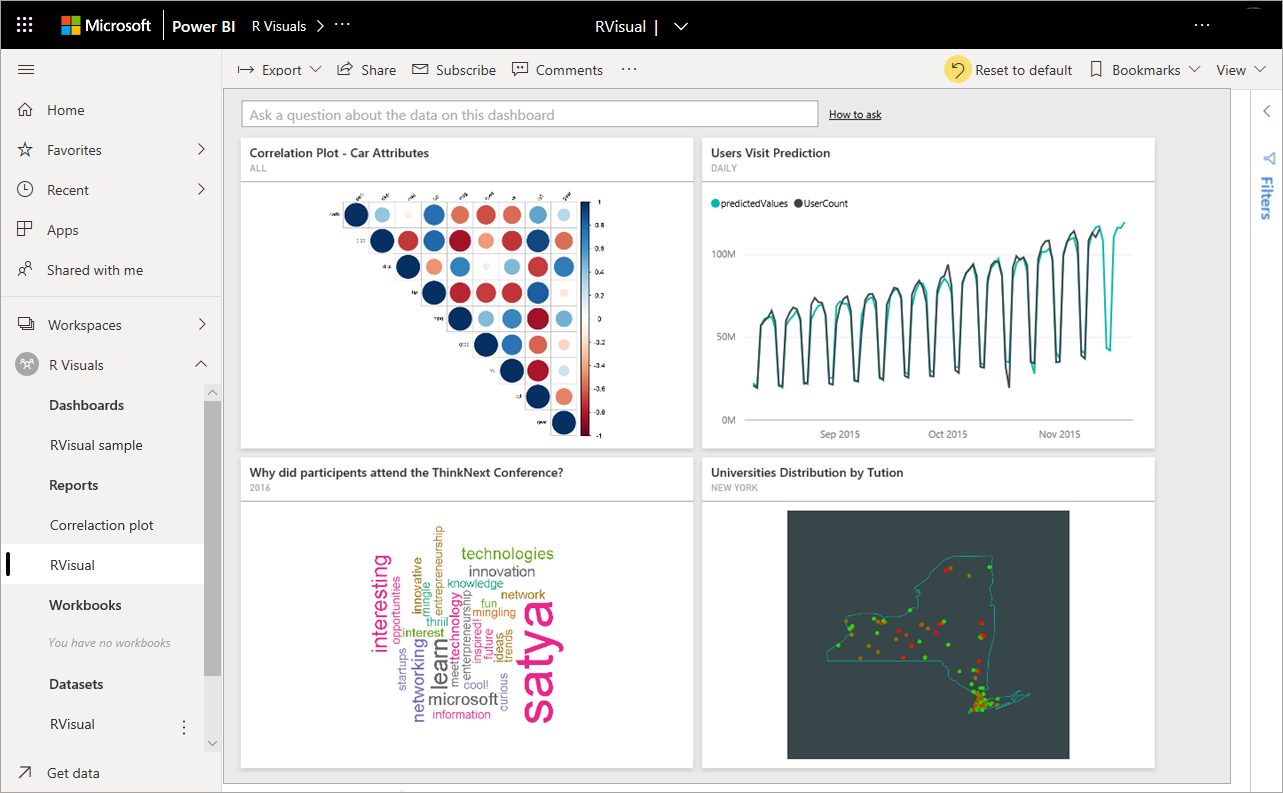 Microsoft Power BI R Visuals > ...
RVisual |
Export Share Subscribe Comments ...
Reset to default Bookmarks View
Home
Favorites
Recent
Apps
Shared with me
Workspaces
R Visuals
Dashboards
RVisual sample
Reports
Correlaction plot
RVisual
Workbooks
You have no workbooks
Datasets
RVisual
Get data
Ask a question about the data on this dashboard
How to ask
Correlation Plot - Car Attributes
ALL
1
0.8
0.6
0.4
0.2
0
-0.2
-0.4
-0.6
-0.8
-1
Users Visit Prediction
DAILY
predictedValues UserCount
100M
50M
0M
Sep 2015 Oct 2015 Nov 2015
Why did participants attend the ThinkNext Conference?
2016
interesting
opportunities
innovative
mingle
entrepreneurship
technologies
innovation
knowledge
network
fun
mingling
thrill
interest
technology
enterpreneurship
inspired!
future
ideas
trends
satya
startups
networking
learn
meet
cool!
curious
microsoft
information
Universities Distribution by Tution
NEW YORK
Filters